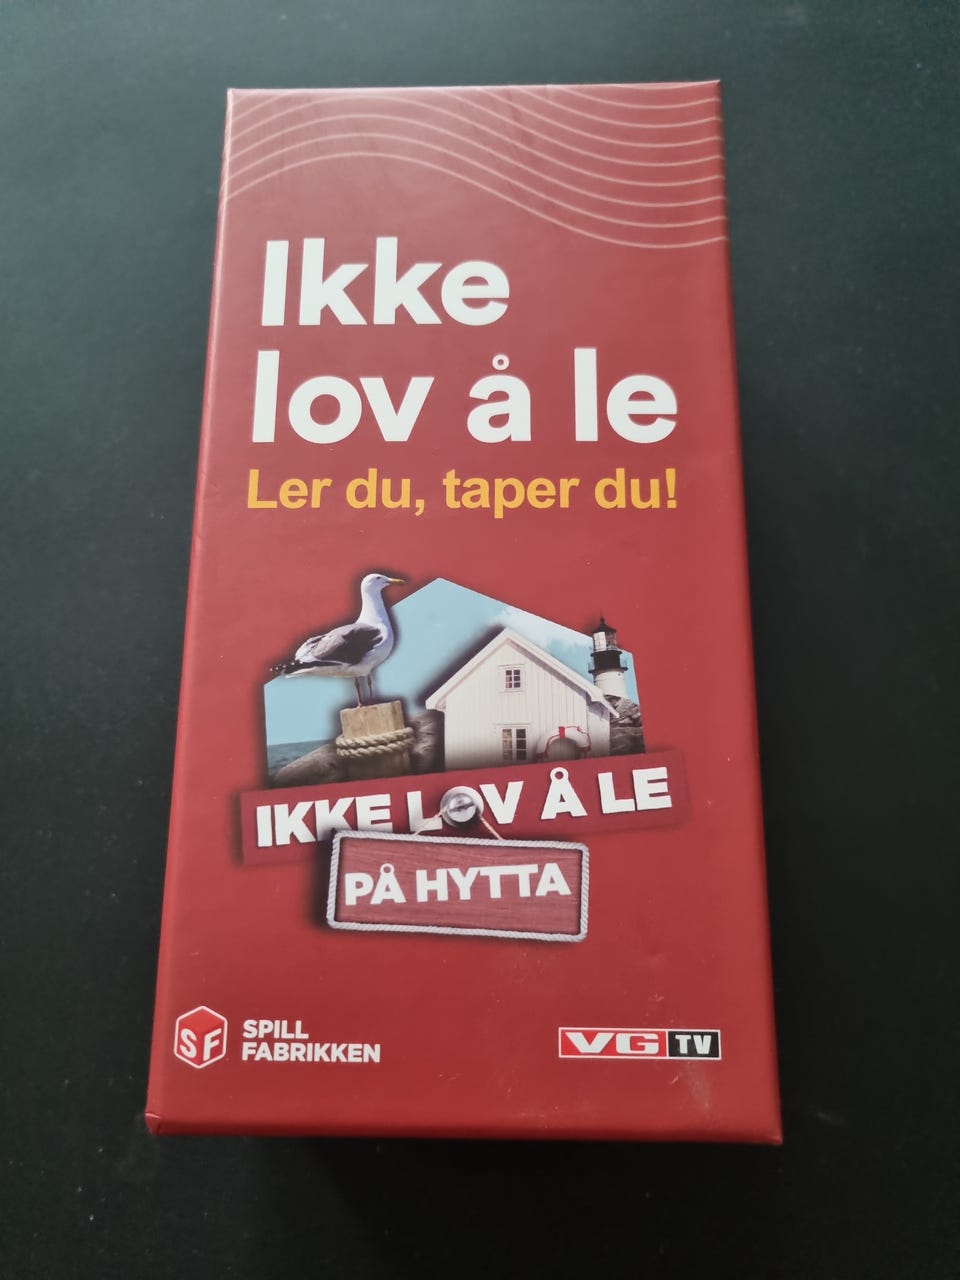 Ikke
lov å le
Ler du, taper du!
IKKE LOV Å LE
PÅ HYTTA
SF
SPILL
FABRIKKEN
VG TV